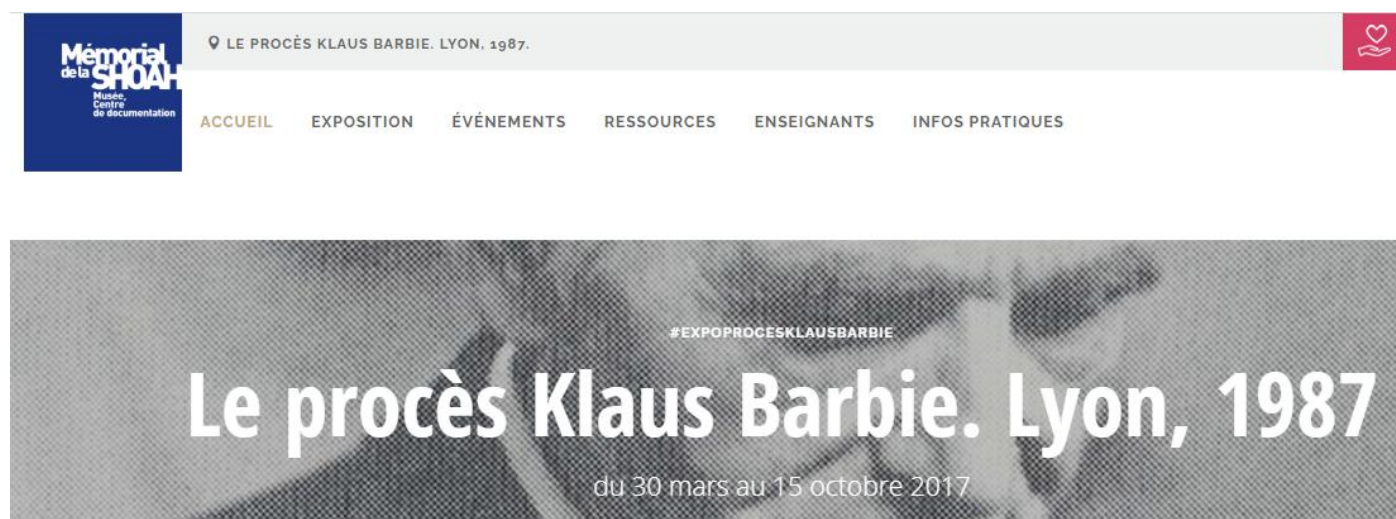 Mémorial
de la SHOAH
Musée,
Centre
de documentation
LE PROCÈS KLAUS BARBIE. LYON, 1987.
ACCUEIL EXPOSITION ÉVÉNEMENTS RESSOURCES ENSEIGNANTS INFOS PRATIQUES
#EXPOPROCESKLAUSBARBIE
Le procès Klaus Barbie. Lyon, 1987
du 30 mars au 15 octobre 2017